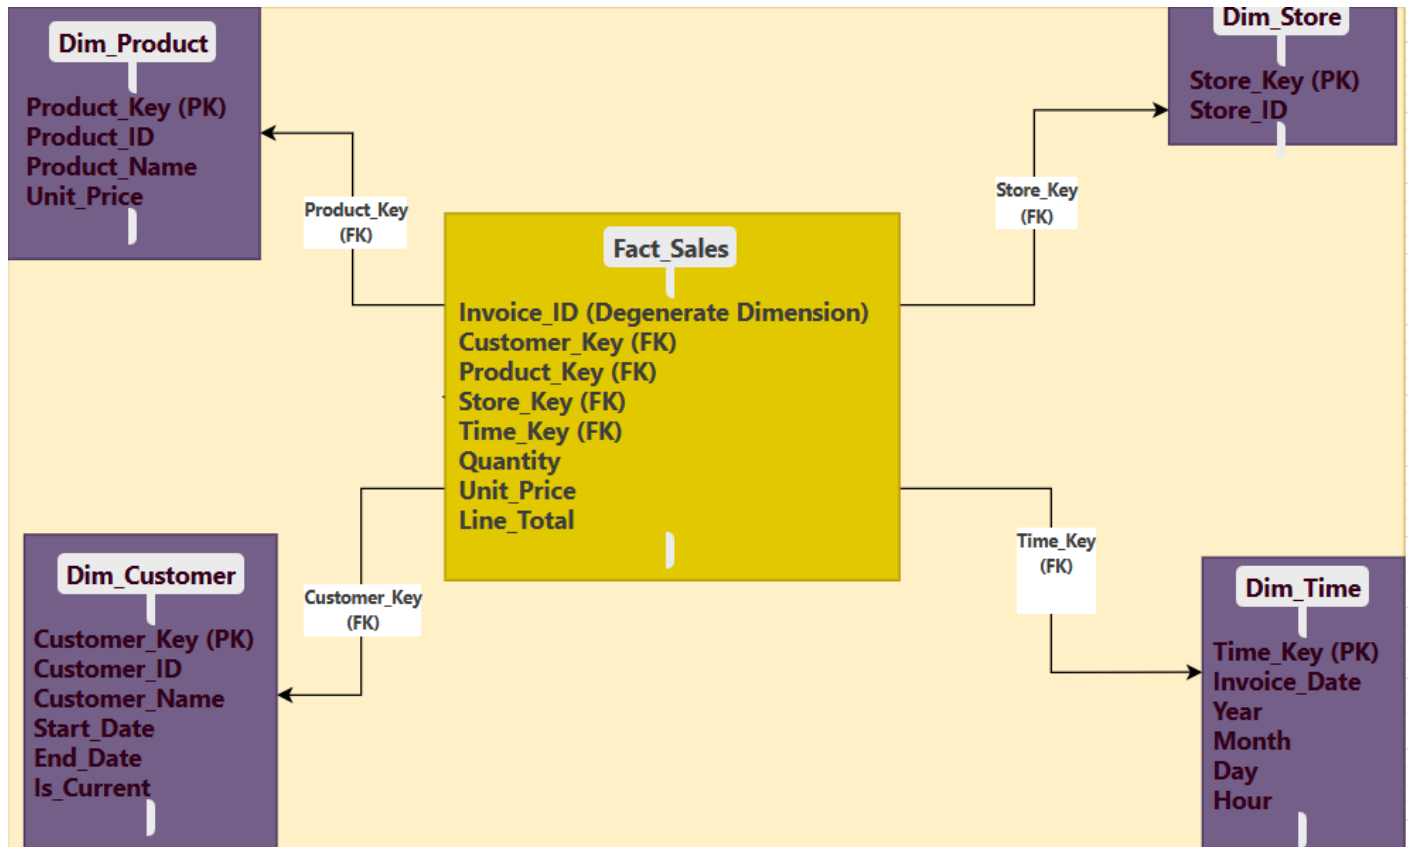 Dim_Product
Product_Key (PK)
Product_ID
Product_Name
Unit_Price
Dim_Store
Store_Key (PK)
Store_ID
Product_Key
(FK)
Store_Key
(FK)
Fact_Sales
Invoice_ID (Degenerate Dimension)
Customer_Key (FK)
Product_Key (FK)
Store_Key (FK)
Time_Key (FK)
Quantity
Unit_Price
Line_Total
Customer_Key
(FK)
Time_Key
(FK)
Dim_Customer
Customer_Key (PK)
Customer_ID
Customer_Name
Start_Date
End_Date
Is_Current
Dim_Time
Time_Key (PK)
Invoice_Date
Year
Month
Day
Hour